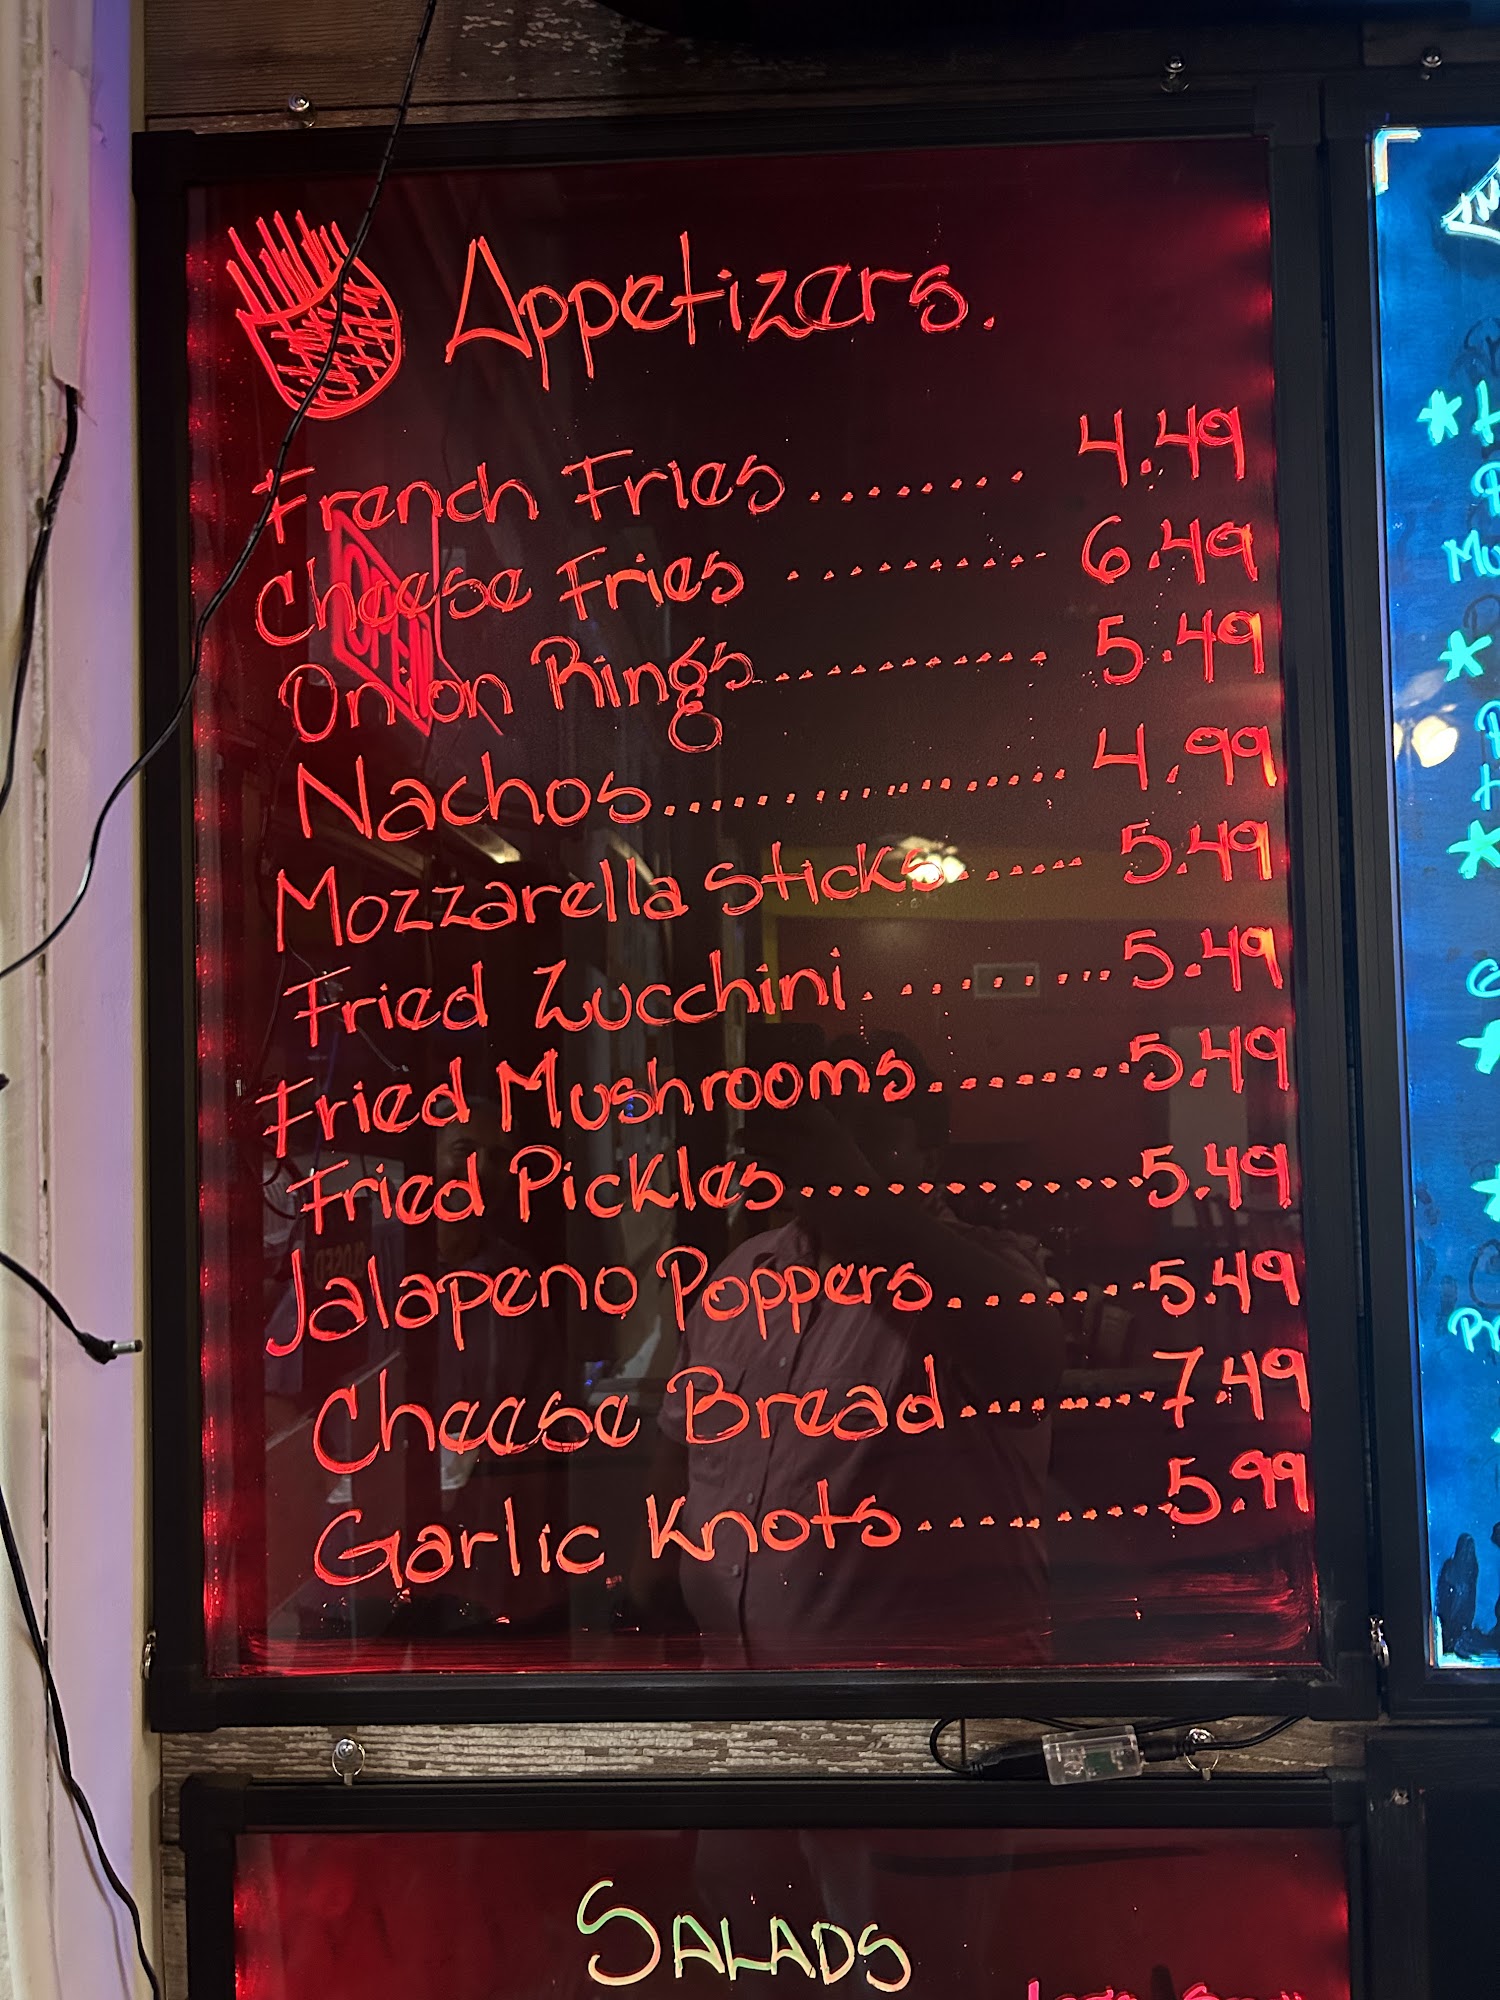 Appetizers.
French Fries........ 4.49
Cheese Fries ......... 6.49
Onion Rings........... 5.49
Nachos................. 4.99
Mozzarella Sticks...... 5.49
Fried Zucchini.........5.49
Fried Mushrooms........5.49
Fried Pickles...........5.49
Jalapeno Poppers.......5.49
Cheese Bread.........7.49
Garlic Knots.........5.99
OPEN
SALADS